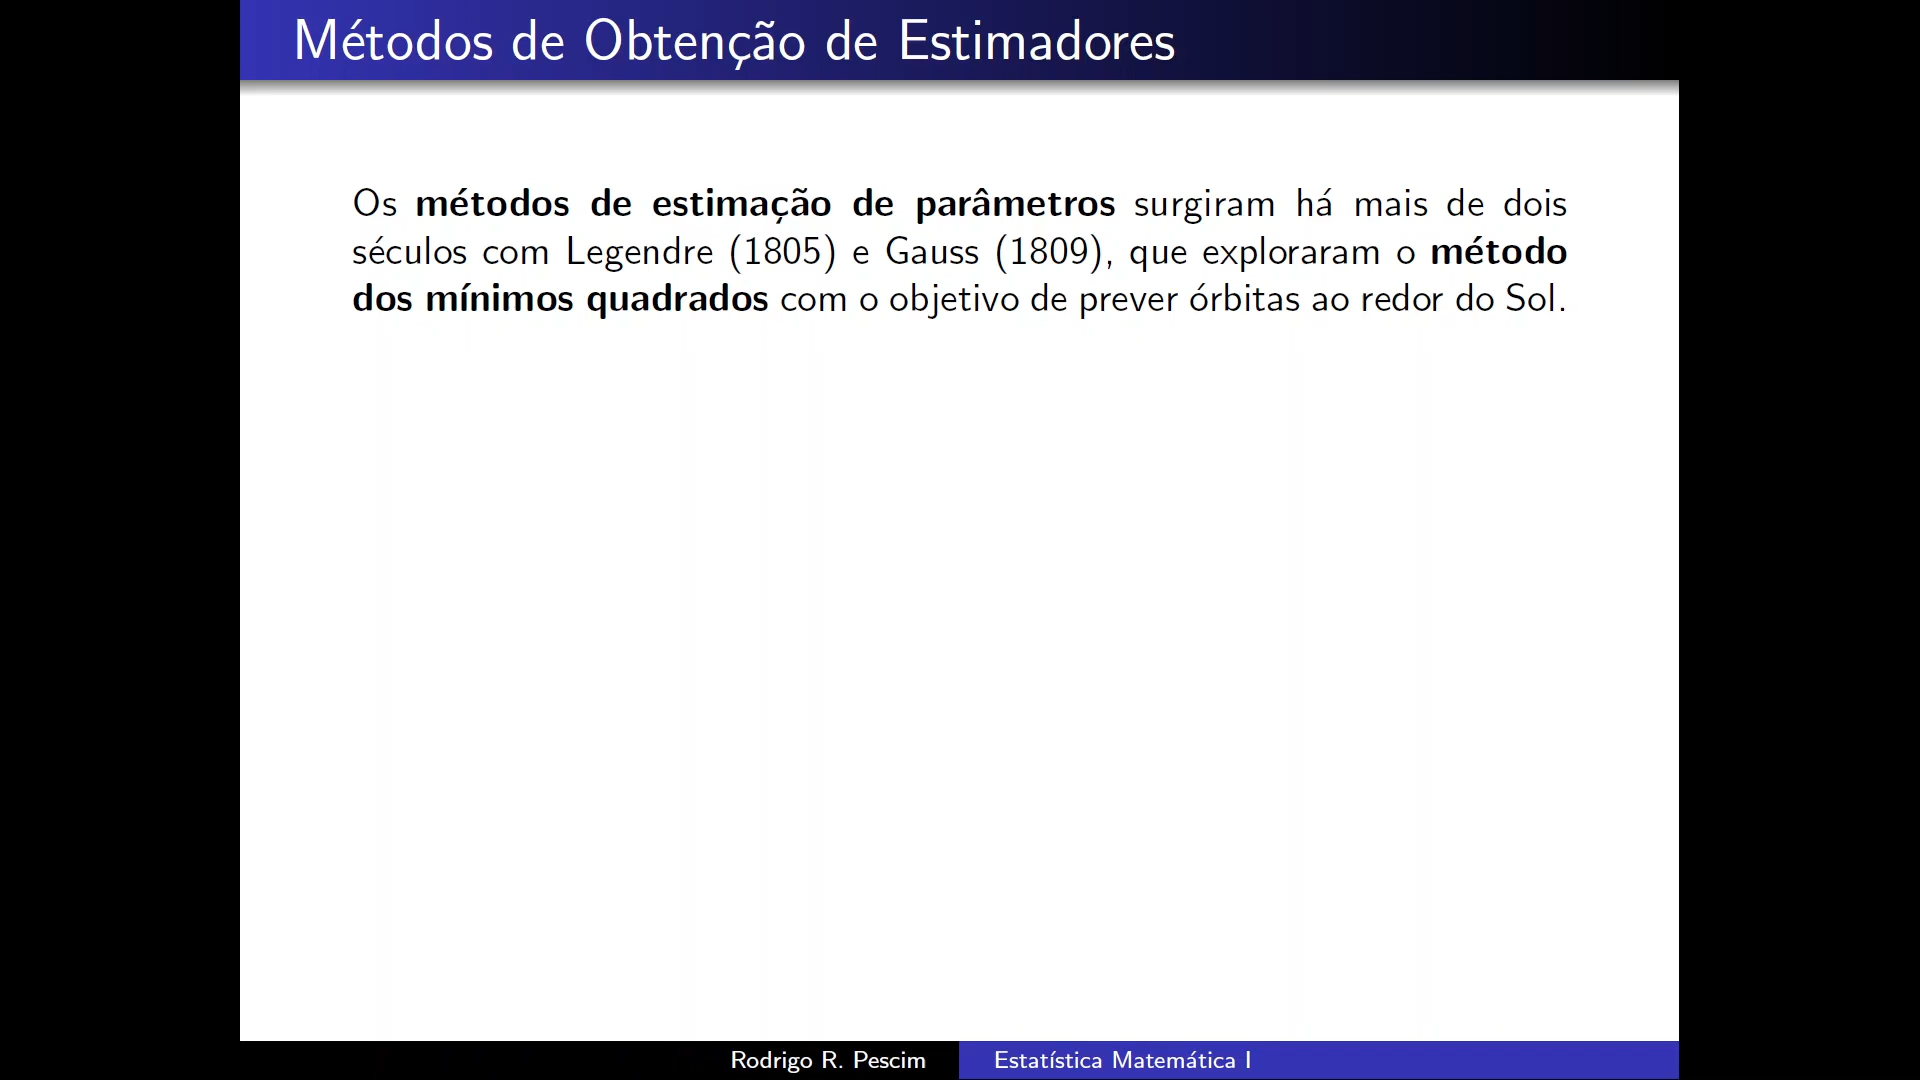 Métodos de Obtenção de Estimadores
Os métodos de estimação de parâmetros surgiram há mais de dois
séculos com Legendre (1805) e Gauss (1809), que exploraram o método
dos mínimos quadrados com o objetivo de prever órbitas ao redor do Sol.
Rodrigo R. Pescim
Estatística Matemática I